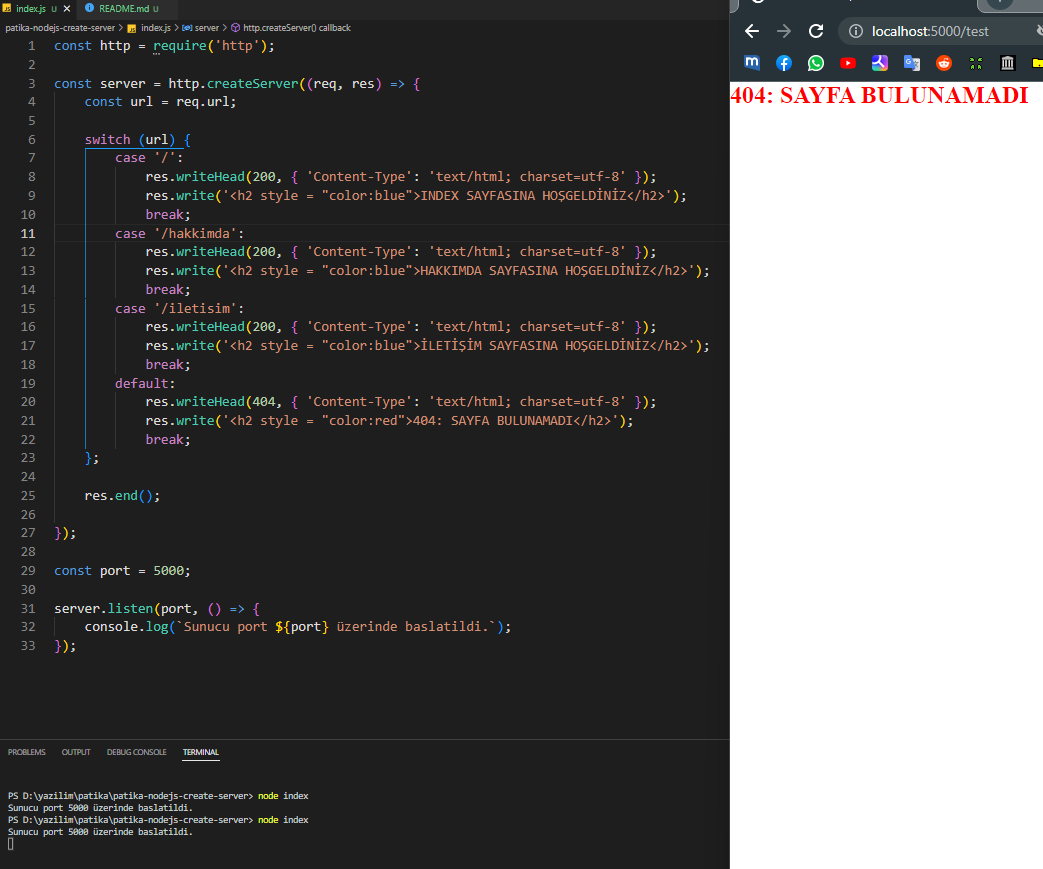 index.js U
README.md U
patika-nodejs-create-server > index.js > server > http.createServer() callback
1 const http = require('http');
2
3 const server = http.createServer((req, res) => {
4 const url = req.url;
5
6 switch (url) {
7 case '/':
8 res.writeHead(200, { 'Content-Type': 'text/html; charset=utf-8' });
9 res.write('<h2 style = "color:blue">INDEX SAYFASINA HOŞGELDİNİZ</h2>');
10 break;
11 case '/hakkimda':
12 res.writeHead(200, { 'Content-Type': 'text/html; charset=utf-8' });
13 res.write('<h2 style = "color:blue">HAKKIMDA SAYFASINA HOŞGELDİNİZ</h2>');
14 break;
15 case '/iletisim':
16 res.writeHead(200, { 'Content-Type': 'text/html; charset=utf-8' });
17 res.write('<h2 style = "color:blue">İLETİŞİM SAYFASINA HOŞGELDİNİZ</h2>');
18 break;
19 default:
20 res.writeHead(404, { 'Content-Type': 'text/html; charset=utf-8' });
21 res.write('<h2 style = "color:red">404: SAYFA BULUNAMADI</h2>');
22 break;
23 };
24
25 res.end();
26
27 });
28
29 const port = 5000;
30
31 server.listen(port, () => {
32 console.log(`Sunucu port ${port} üzerinde baslatildi.`);
33 });
PROBLEMS OUTPUT DEBUG CONSOLE TERMINAL
PS D:\yazilim\patika\patika-nodejs-create-server> node index
Sunucu port 5000 üzerinde baslatildi.
PS D:\yazilim\patika\patika-nodejs-create-server> node index
Sunucu port 5000 üzerinde baslatildi.
localhost:5000/test
404: SAYFA BULUNAMADI